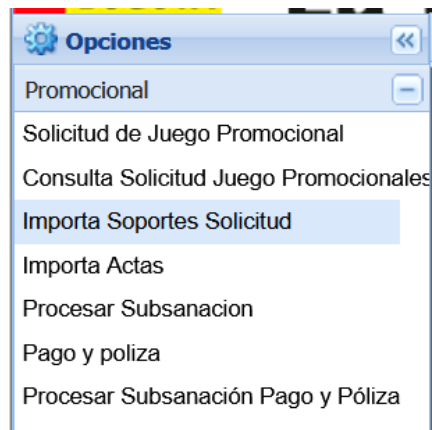 Opciones
Promocional
Solicitud de Juego Promocional
Consulta Solicitud Juego Promocionales
Importa Soportes Solicitud
Importa Actas
Procesar Subsanacion
Pago y poliza
Procesar Subsanación Pago y Póliza